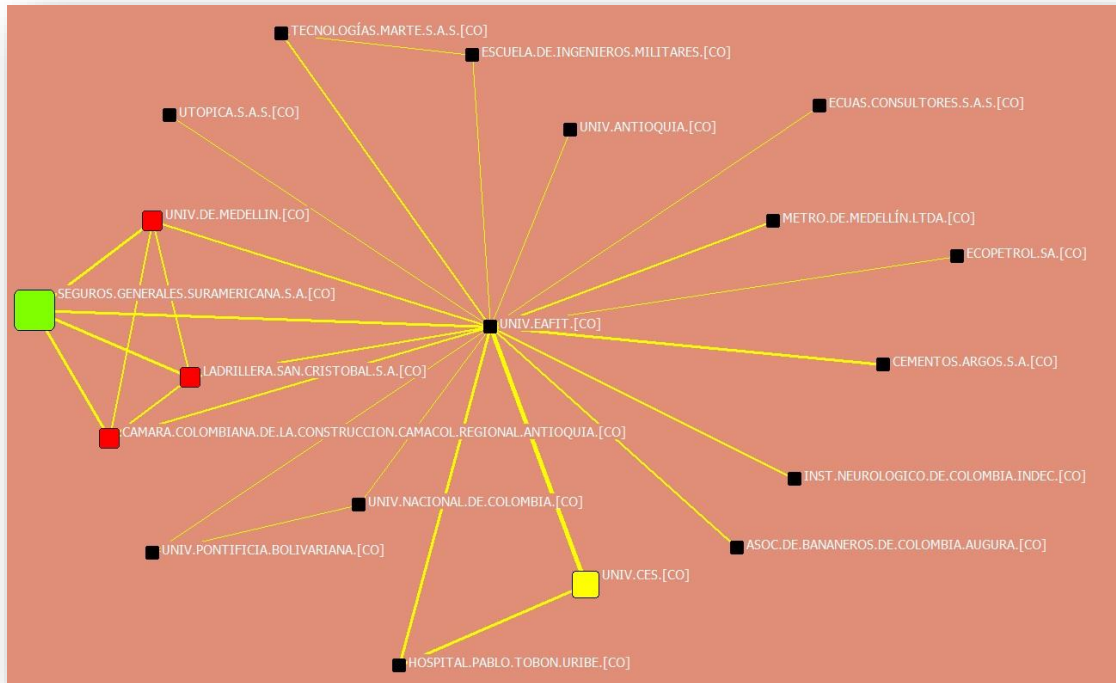 TECNOLOGÍAS.MARTE.S.A.S.[CO]
ESCUELA.DE.INGENIEROS.MILITARES.[CO]
ECUAS.CONSULTORES.S.A.S.[CO]
UTOPICA.S.A.S.[CO]
UNIV.ANTIOQUIA.[CO]
UNIV.DE.MEDELLIN.[CO]
METRO.DE.MEDELLÍN.LTDA.[CO]
ECOPETROL.SA.[CO]
SEGUROS.GENERALES.SURAMERICANA.S.A.[CO]
UNIV.EAFIT.[CO]
CEMENTOS.ARGOS.S.A.[CO]
LADRILLERA.SAN.CRISTOBAL.S.A.[CO]
CAMARA.COLOMBIANA.DE.LA.CONSTRUCCION.CAMACOL.REGIONAL.ANTIOQUIA.[CO]
INST.NEUROLOGICO.DE.COLOMBIA.INDEC.[CO]
UNIV.NACIONAL.DE.COLOMBIA.[CO]
ASOC.DE.BANANEROS.DE.COLOMBIA.AUGURA.[CO]
UNIV.PONTIFICIA.BOLIVARIANA.[CO]
UNIV.CES.[CO]
HOSPITAL.PABLO.TOBON.URIBE.[CO]